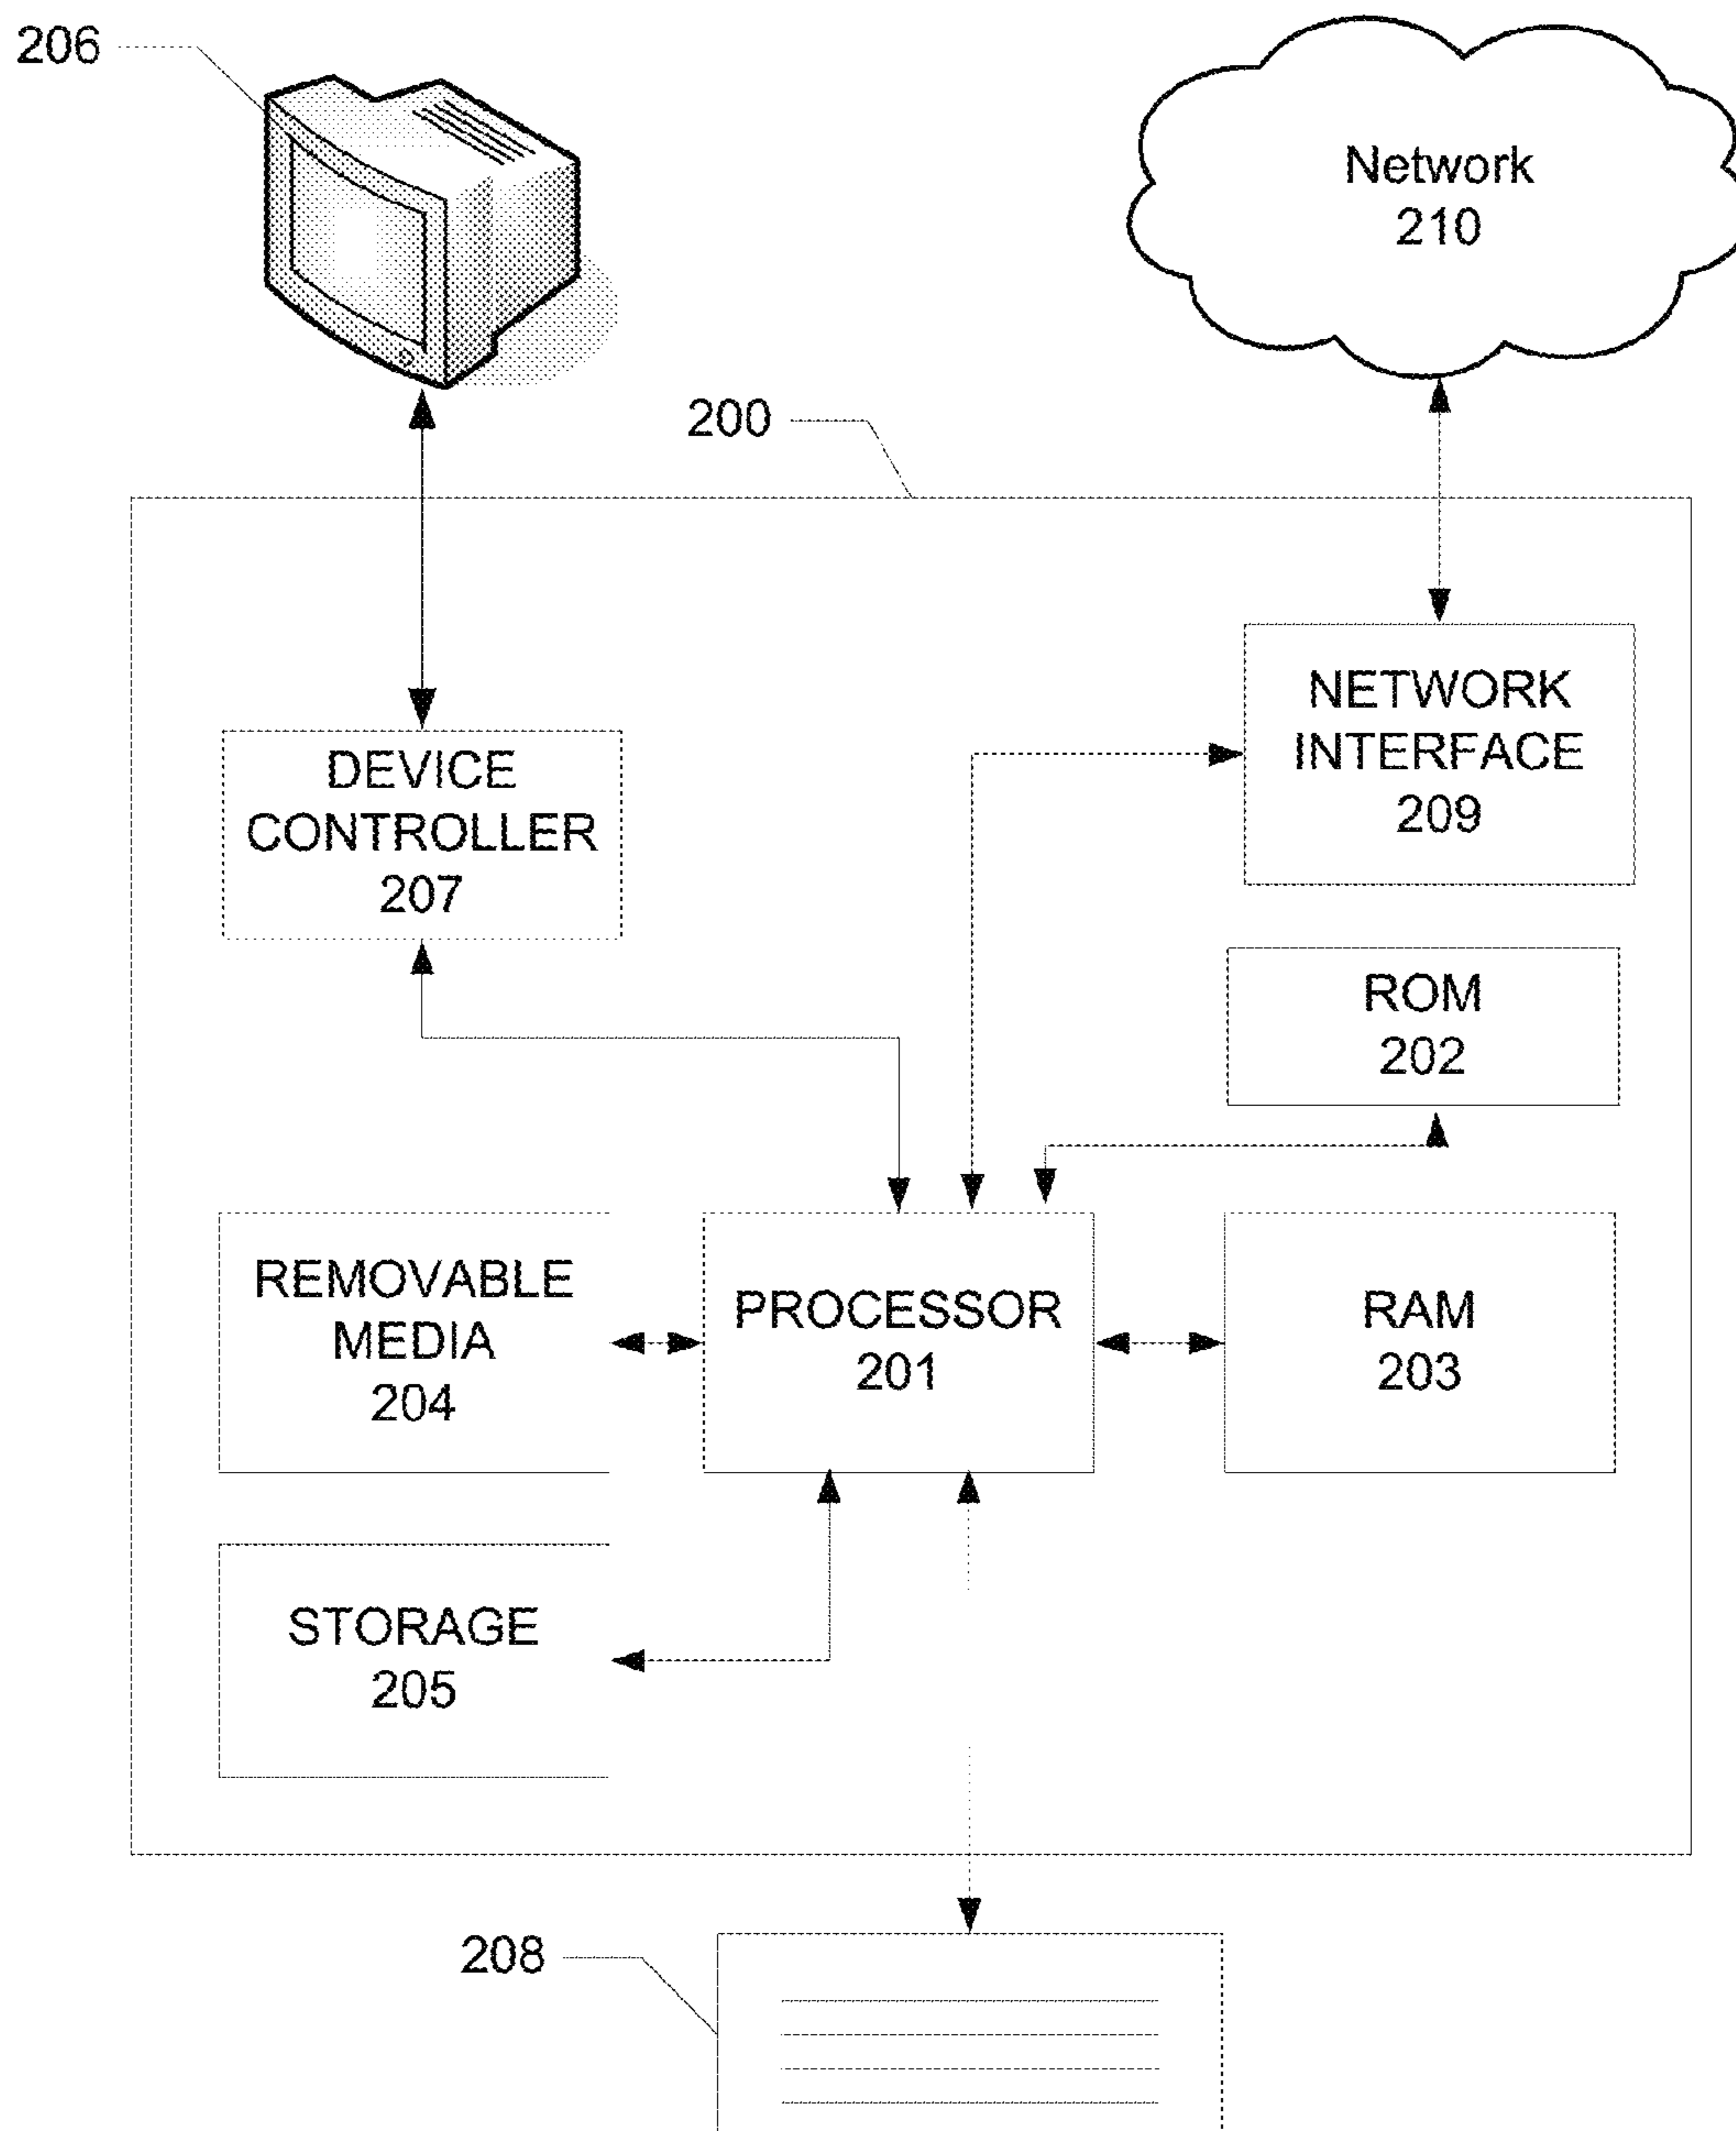 206
Network
210
200
NETWORK
INTERFACE
209
DEVICE
CONTROLLER
207
ROM
202
REMOVABLE
MEDIA
204
PROCESSOR
201
RAM
203
STORAGE
205
208